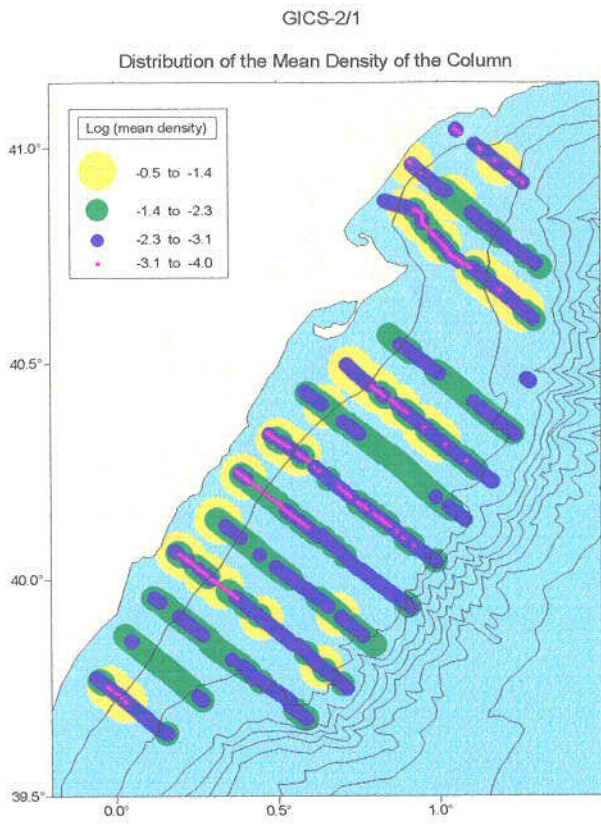 GICS-2/1
Distribution of the Mean Density of the Column
Log (mean density)
-0.5 to -1.4
-1.4 to -2.3
-2.3 to -3.1
-3.1 to -4.0
41.0°
40.5°
40.0°
39.5°
0.0° 0.5° 1.0°